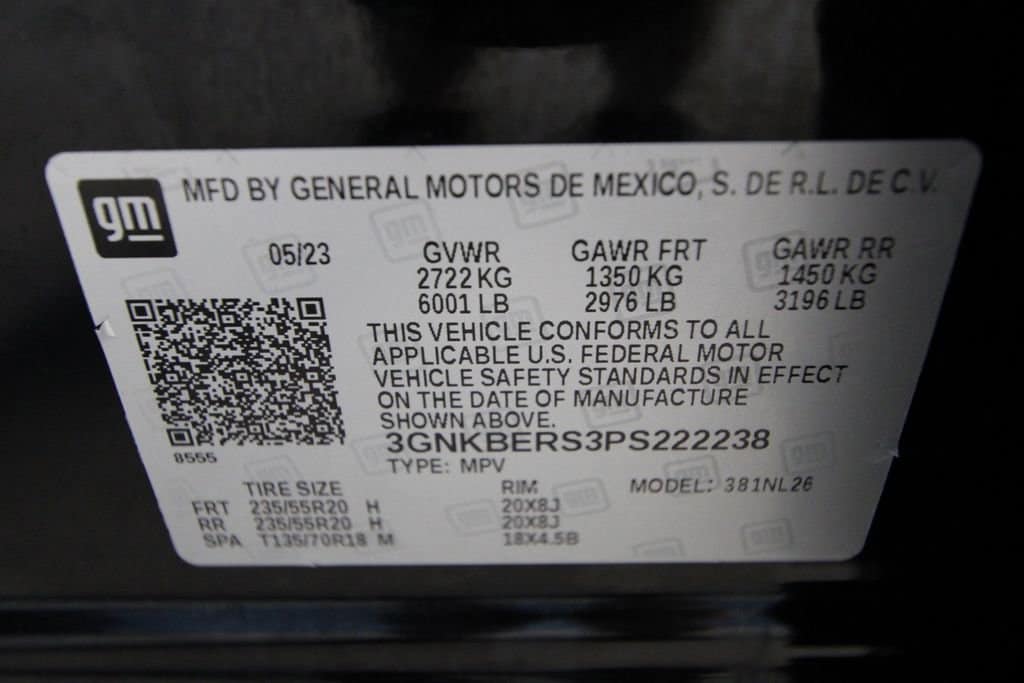 gm MFD BY GENERAL MOTORS DE MEXICO, S. DE R.L. DE C.V.
05/23 GVWR GAWR FRT GAWR RR
2722 KG 1350 KG 1450 KG
6001 LB 2976 LB 3196 LB
THIS VEHICLE CONFORMS TO ALL
APPLICABLE U.S. FEDERAL MOTOR
VEHICLE SAFETY STANDARDS IN EFFECT
ON THE DATE OF MANUFACTURE
SHOWN ABOVE.
3GNKBERS3PS222238
8555
TYPE: MPV
TIRE SIZE RIM MODEL: 381NL26
FRT 235/55R20 H 20X8J
RR 235/55R20 H 20X8J
SPA T135/70R18 M 18X4.5B